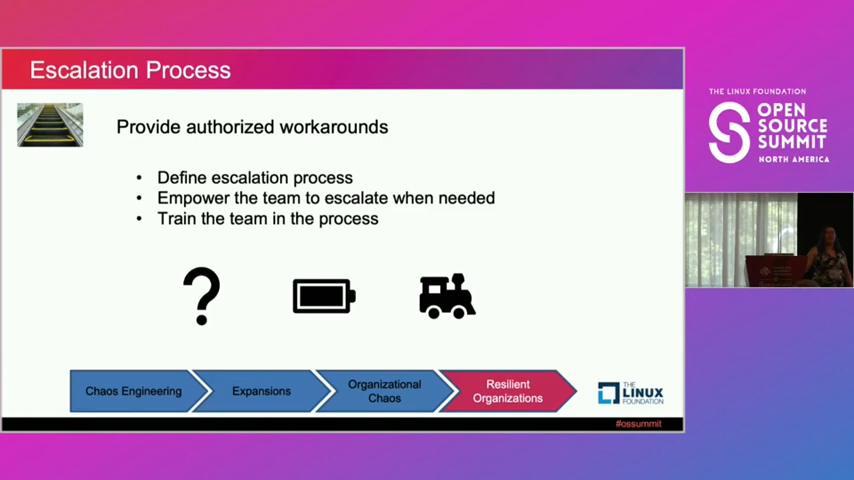 Escalation Process
Provide authorized workarounds
• Define escalation process
• Empower the team to escalate when needed
• Train the team in the process
?
Chaos Engineering
Expansions
Organizational
Chaos
Resilient
Organizations
THE
LINUX
FOUNDATION
#ossummit
THE LINUX FOUNDATION
OPEN
SOURCE
SUMMIT
NORTH AMERICA